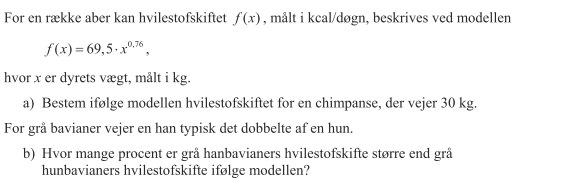 For en række aber kan hvilestofskiftet f(x), målt i kcal/døgn, beskrives ved modellen
f(x) = 69,5 · x^0,76 ,
hvor x er dyrets vægt, målt i kg.
a) Bestem ifølge modellen hvilestofskiftet for en chimpanse, der vejer 30 kg.
For grå bavianer vejer en han typisk det dobbelte af en hun.
b) Hvor mange procent er grå hanbavianers hvilestofskifte større end grå
hunbavianers hvilestofskifte ifølge modellen?